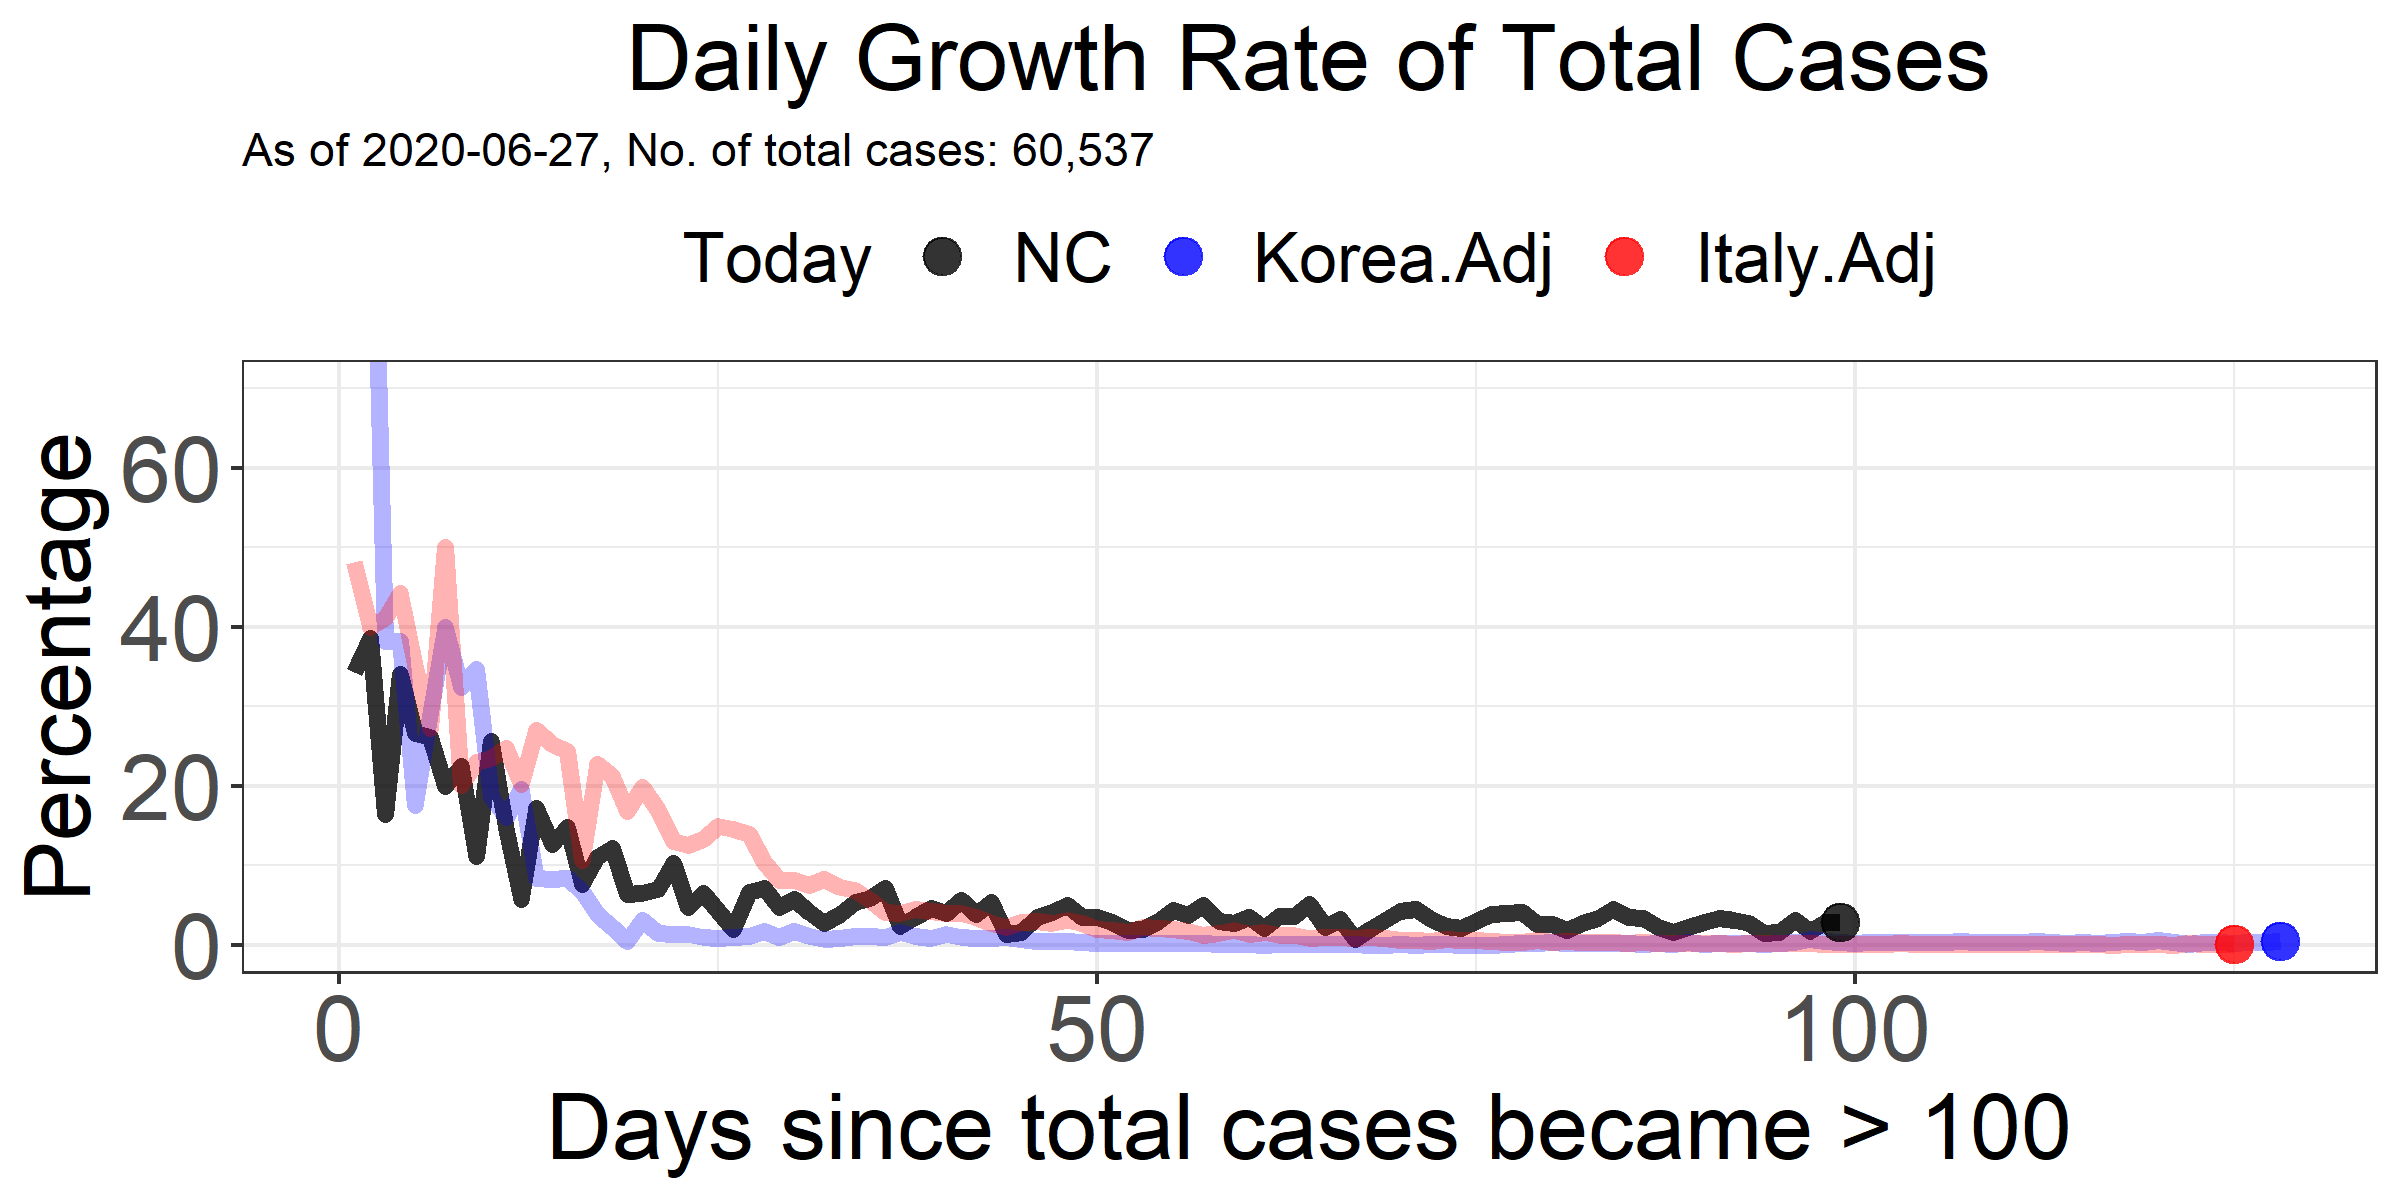 Daily Growth Rate of Total Cases
As of 2020-06-27, No. of total cases: 60,537
Today NC Korea.Adj Italy.Adj
Percentage
60
40
20
0
0 50 100
Days since total cases became > 100